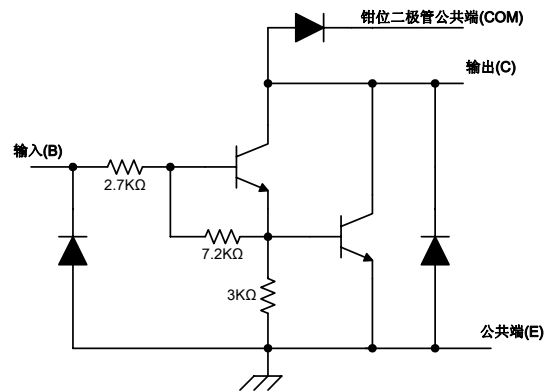 钳位二极管公共端(COM)
输出(C)
输入(B)
2.7KΩ
7.2KΩ
3KΩ
公共端(E)